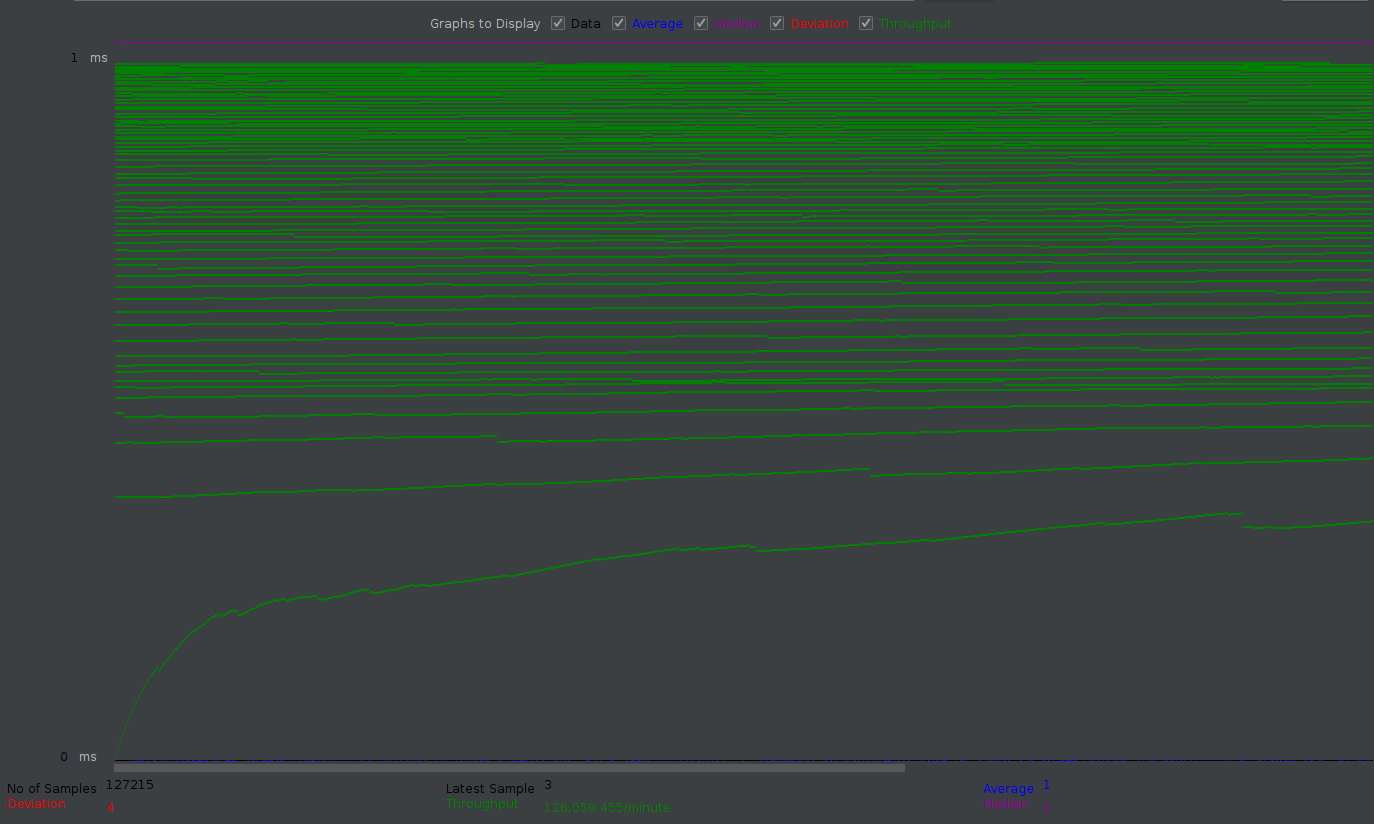 Graphs to Display Data Average Median Deviation Throughput
1 ms
0 ms
No of Samples 127215 Latest Sample 3 Average 1
Deviation 4 Throughput 126,059.455/minute Median 1